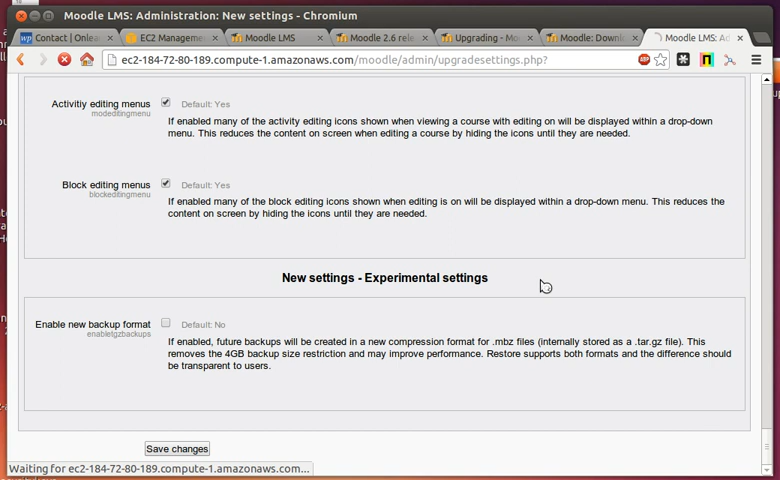 Moodle LMS: Administration: New settings - Chromium
Contact | Onlea
EC2 Manageme
Moodle LMS
Moodle 2.6 rele
Upgrading - Mo
Moodle: Downl
Moodle LMS: Ad
ec2-184-72-80-189.compute-1.amazonaws.com/moodle/admin/upgradesettings.php?
Activitiy editing menus
modeditingmenu
Default: Yes
If enabled many of the activity editing icons shown when viewing a course with editing on will be displayed within a drop-down
menu. This reduces the content on screen when editing a course by hiding the icons until they are needed.
Block editing menus
blockeditingmenu
Default: Yes
If enabled many of the block editing icons shown when editing is on will be displayed within a drop-down menu. This reduces the
content on screen by hiding the icons until they are needed.
New settings - Experimental settings
Enable new backup format
enabletgzbackups
Default: No
If enabled, future backups will be created in a new compression format for .mbz files (internally stored as a .tar.gz file). This
removes the 4GB backup size restriction and may improve performance. Restore supports both formats and the difference should
be transparent to users.
Save changes
Waiting for ec2-184-72-80-189.compute-1.amazonaws.com...